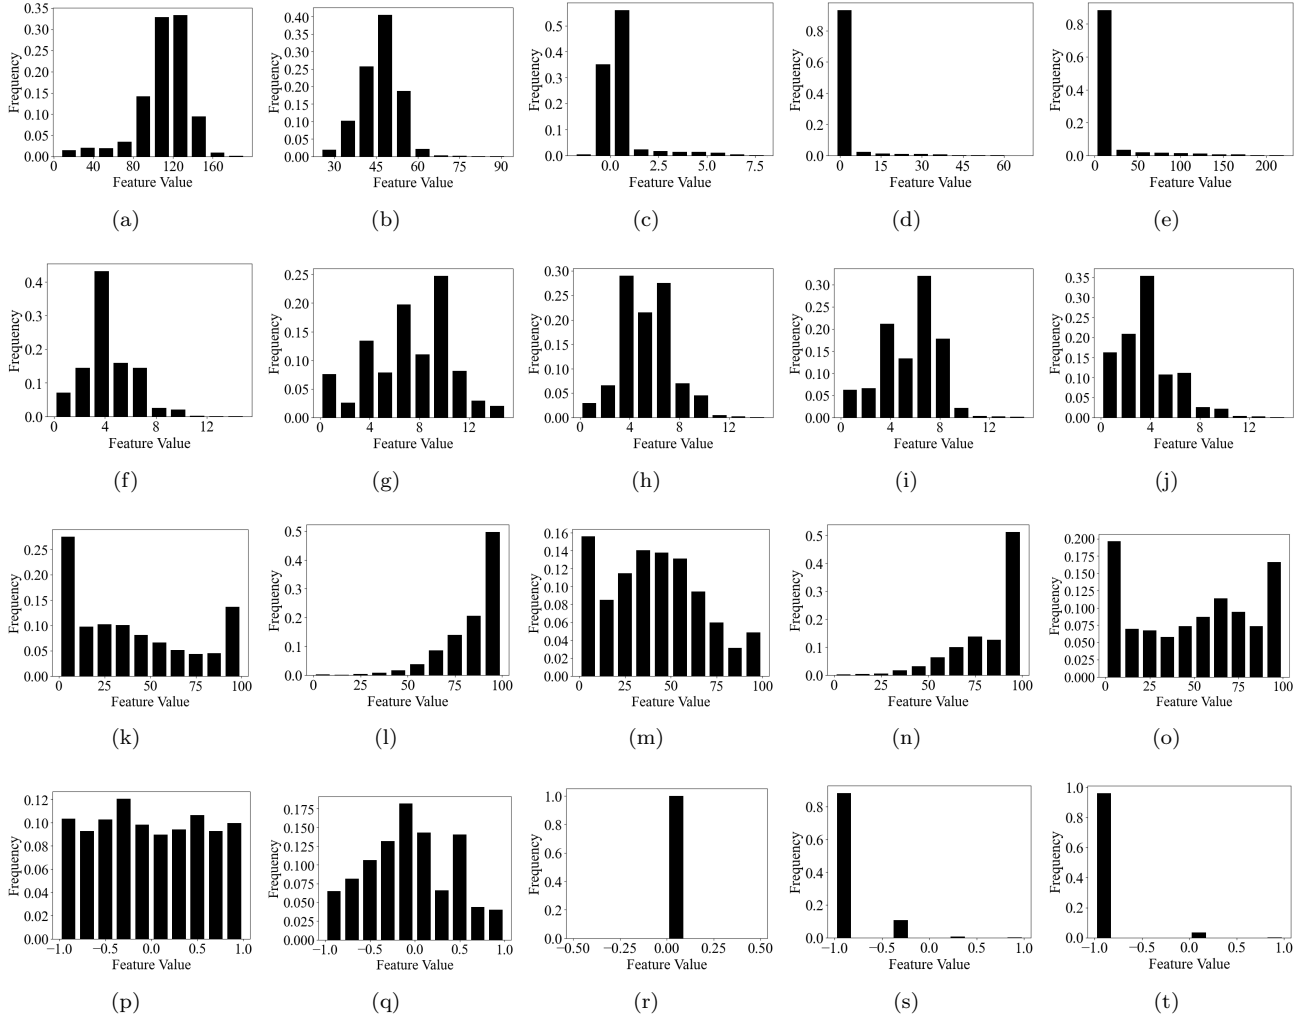 0.35
0.30
0.25
0.20
0.15
0.10
0.05
0.00
Frequency
0 40 80 120 160
Feature Value
(a)
0.40
0.35
0.30
0.25
0.20
0.15
0.10
0.05
0.00
Frequency
30 45 60 75 90
Feature Value
(b)
0.5
0.4
0.3
0.2
0.1
0.0
Frequency
0.0 2.5 5.0 7.5
Feature Value
(c)
0.8
0.6
0.4
0.2
0.0
Frequency
0 15 30 45 60
Feature Value
(d)
0.8
0.6
0.4
0.2
0.0
Frequency
0 50 100 150 200
Feature Value
(e)
0.4
0.3
0.2
0.1
0.0
Frequency
0 4 8 12
Feature Value
(f)
0.25
0.20
0.15
0.10
0.05
0.00
Frequency
0 4 8 12
Feature Value
(g)
0.30
0.25
0.20
0.15
0.10
0.05
0.00
Frequency
0 4 8 12
Feature Value
(h)
0.30
0.25
0.20
0.15
0.10
0.05
0.00
Frequency
0 4 8 12
Feature Value
(i)
0.35
0.30
0.25
0.20
0.15
0.10
0.05
0.00
Frequency
0 4 8 12
Feature Value
(j)
0.25
0.20
0.15
0.10
0.05
0.00
Frequency
0 25 50 75 100
Feature Value
(k)
0.5
0.4
0.3
0.2
0.1
0.0
Frequency
0 25 50 75 100
Feature Value
(l)
0.16
0.14
0.12
0.10
0.08
0.06
0.04
0.02
0.00
Frequency
0 25 50 75 100
Feature Value
(m)
0.5
0.4
0.3
0.2
0.1
0.0
Frequency
0 25 50 75 100
Feature Value
(n)
0.200
0.175
0.150
0.125
0.100
0.075
0.050
0.025
0.000
Frequency
0 25 50 75 100
Feature Value
(o)
0.12
0.10
0.08
0.06
0.04
0.02
0.00
Frequency
−1.0 −0.5 0.0 0.5 1.0
Feature Value
(p)
0.175
0.150
0.125
0.100
0.075
0.050
0.025
0.000
Frequency
−1.0 −0.5 0.0 0.5 1.0
Feature Value
(q)
1.0
0.8
0.6
0.4
0.2
0.0
Frequency
−0.50 −0.25 0.00 0.25 0.50
Feature Value
(r)
0.8
0.6
0.4
0.2
0.0
Frequency
−1.0 −0.5 0.0 0.5 1.0
Feature Value
(s)
1.0
0.8
0.6
0.4
0.2
0.0
Frequency
−1.0 −0.5 0.0 0.5 1.0
Feature Value
(t)